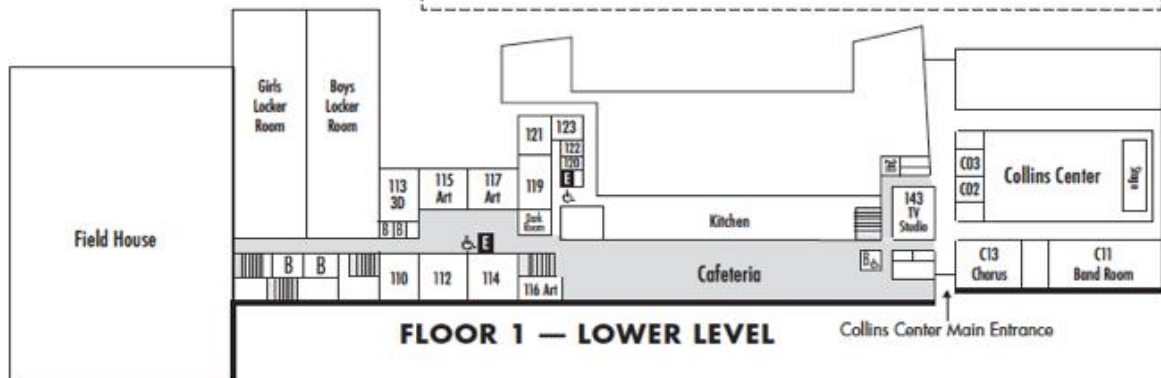 Field House
Girls
Locker
Room
Boys
Locker
Room
113
3D
B B
115
Art
117
Art
121
123
122
120
E
119
Dark
Room
E
B
B
110
112
114
116 Art
Kitchen
Cafeteria
B
143
TV
Studio
C03
C02
Collins Center
Stage
C13
Chorus
C11
Band Room
FLOOR 1 — LOWER LEVEL
Collins Center Main Entrance